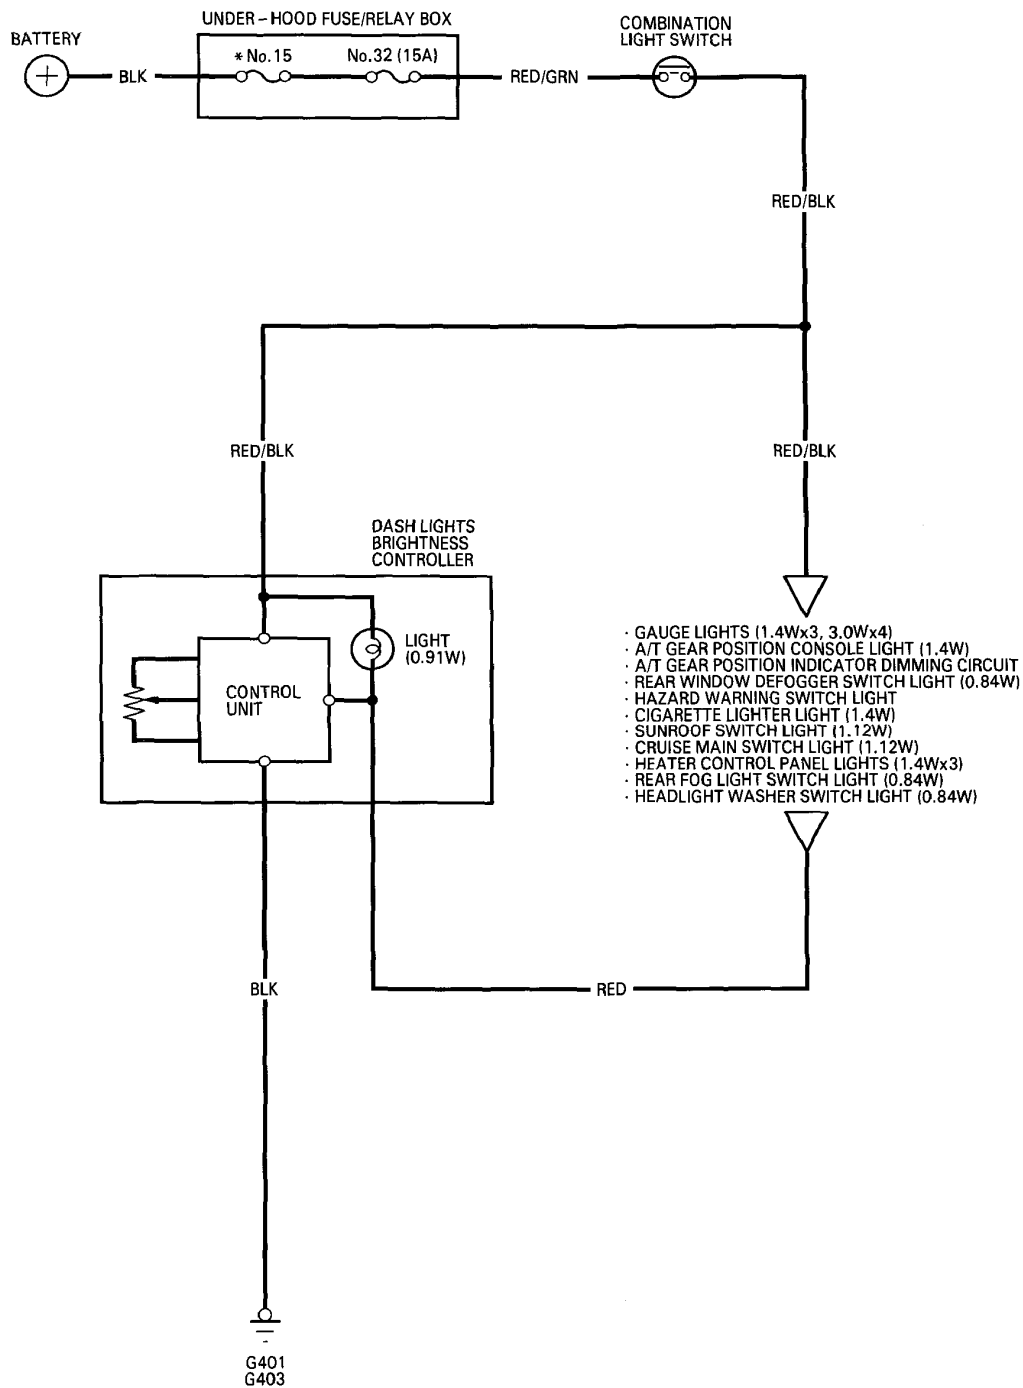 UNDER-HOOD FUSE/RELAY BOX
COMBINATION
LIGHT SWITCH
BATTERY
* No.15
No.32 (15A)
+
BLK
RED/GRN
RED/BLK
RED/BLK
RED/BLK
DASH LIGHTS
BRIGHTNESS
CONTROLLER
LIGHT
(0.91W)
CONTROL
UNIT
· GAUGE LIGHTS (1.4Wx3, 3.0Wx4)
· A/T GEAR POSITION CONSOLE LIGHT (1.4W)
· A/T GEAR POSITION INDICATOR DIMMING CIRCUIT
· REAR WINDOW DEFOGGER SWITCH LIGHT (0.84W)
· HAZARD WARNING SWITCH LIGHT
· CIGARETTE LIGHTER LIGHT (1.4W)
· SUNROOF SWITCH LIGHT (1.12W)
· CRUISE MAIN SWITCH LIGHT (1.12W)
· HEATER CONTROL PANEL LIGHTS (1.4Wx3)
· REAR FOG LIGHT SWITCH LIGHT (0.84W)
· HEADLIGHT WASHER SWITCH LIGHT (0.84W)
BLK
RED
G401
G403